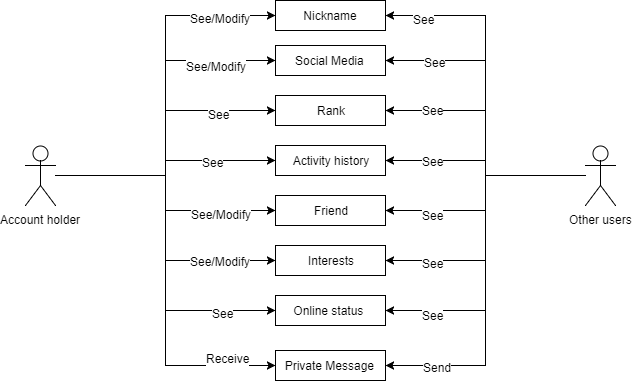 See/Modify Nickname See
See/Modify Social Media See
See Rank See
See Activity history See
Account holder Other users
See/Modify Friend See
See/Modify Interests See
See Online status See
Receive Private Message Send